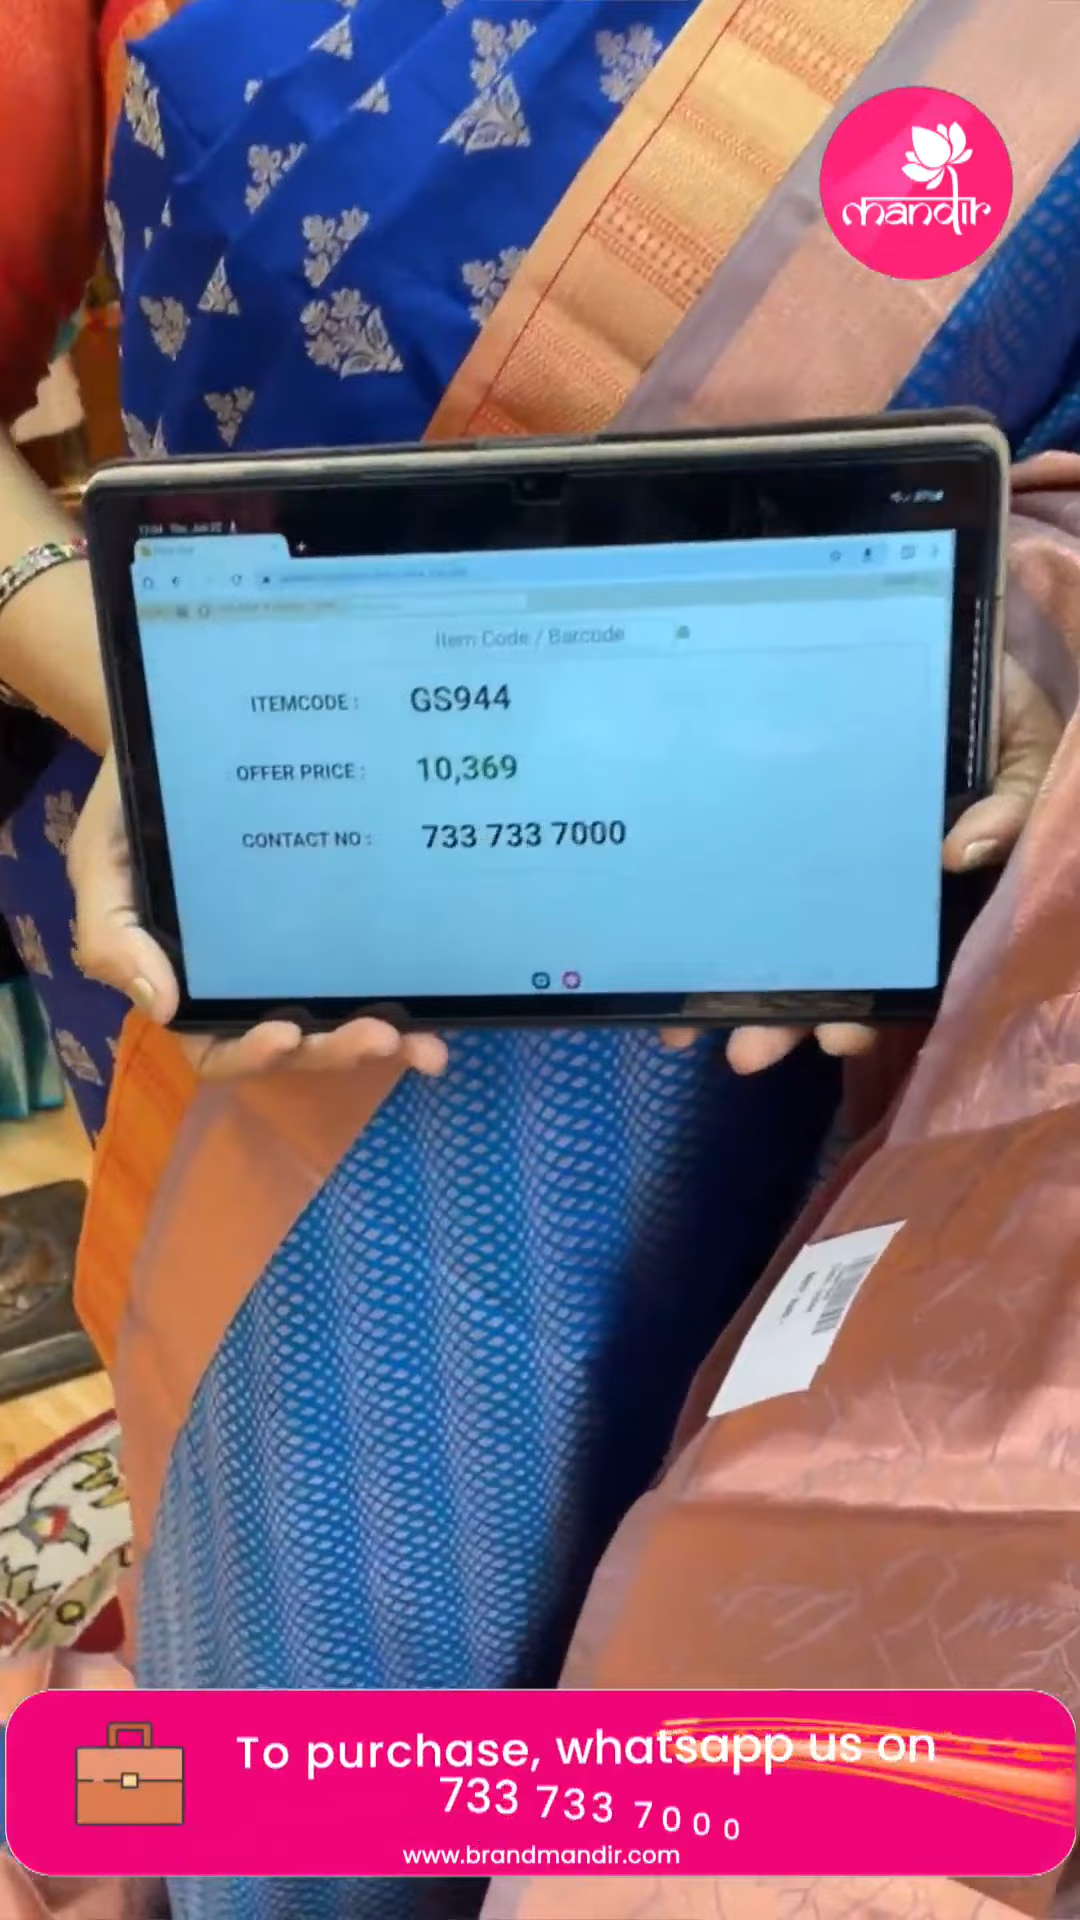 mandir
Item Code / Barcode
ITEMCODE : GS944
OFFER PRICE : 10,369
CONTACT NO : 733 733 7000
To purchase, whatsapp us on
733 733 7000
www.brandmandir.com